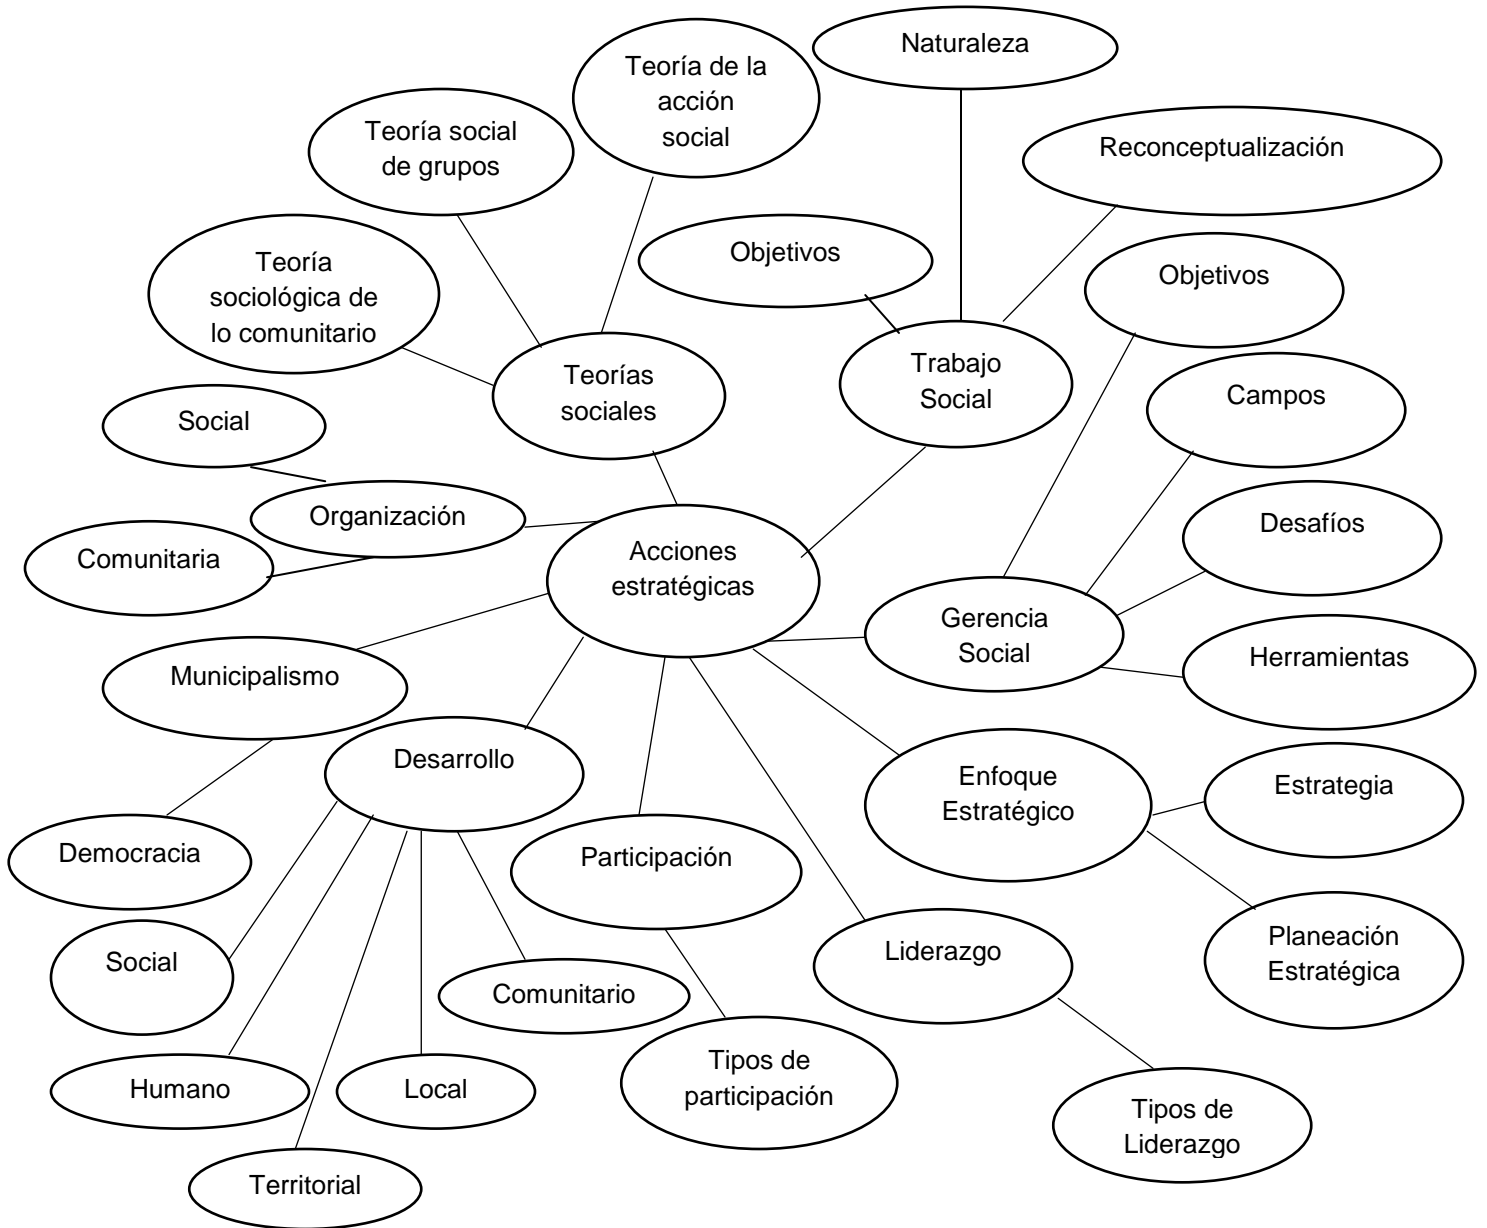 Naturaleza
Teoría de la
acción
social
Teoría social
de grupos
Reconceptualización
Objetivos
Teoría
sociológica de
lo comunitario
Objetivos
Trabajo
Social
Teorías
sociales
Campos
Social
Organización
Desafíos
Comunitaria
Acciones
estratégicas
Gerencia
Social
Herramientas
Municipalismo
Desarrollo
Enfoque
Estratégico
Estrategia
Democracia
Participación
Planeación
Estratégica
Liderazgo
Social
Comunitario
Humano
Local
Tipos de
participación
Tipos de
Liderazgo
Territorial